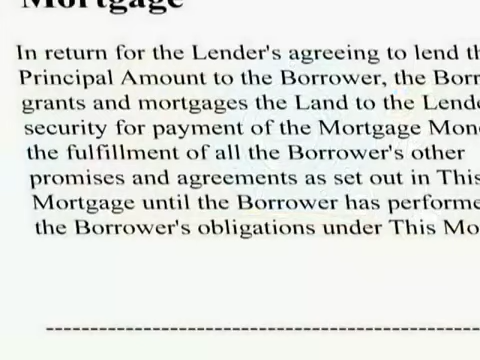 Mortgage
In return for the Lender's agreeing to lend th
Principal Amount to the Borrower, the Borr
grants and mortgages the Land to the Lende
security for payment of the Mortgage Mon
the fulfillment of all the Borrower's other
promises and agreements as set out in This
Mortgage until the Borrower has performe
the Borrower's obligations under This Mo